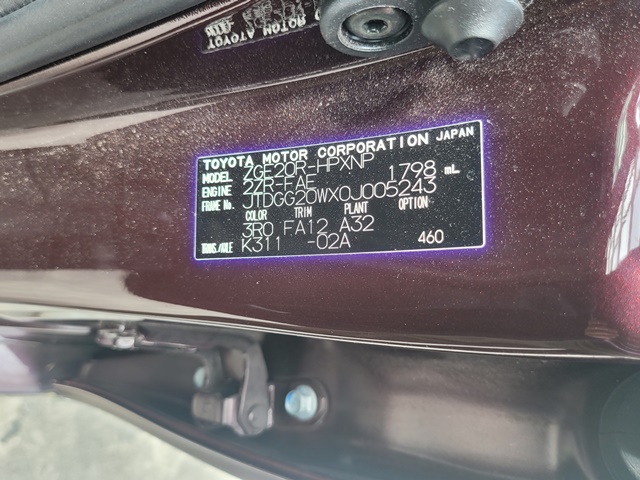 TOYOTA MOTOR CORPORATION JAPAN
MODEL ZGE20R-HPXNP
ENGINE 2ZR-FAE 1798 mL
FRAME No. JTDGG20WX0J005243
COLOR TRIM PLANT OPTION
3R0 FA12 A32
TRANS./AXLE K311 -02A 460